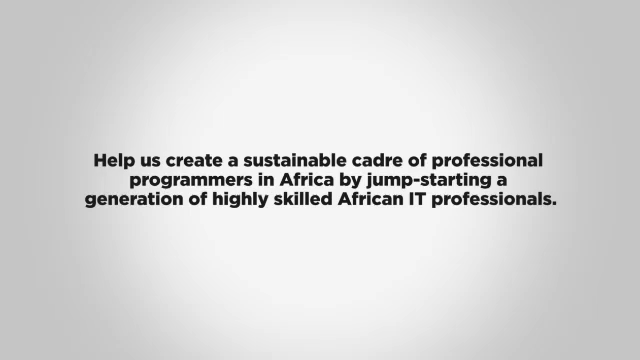 Help us create a sustainable cadre of professional
programmers in Africa by jump-starting a
generation of highly skilled African IT professionals.